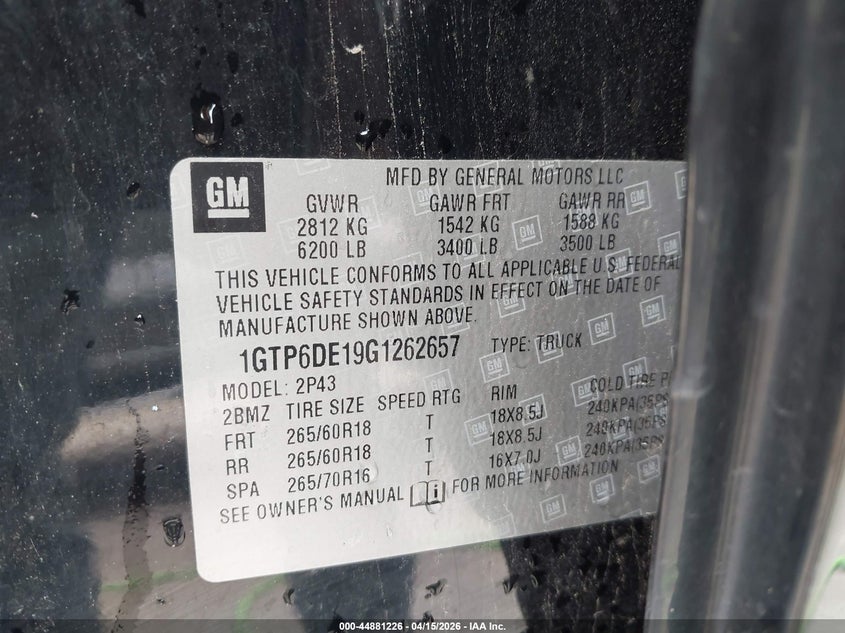 GM
MFD BY GENERAL MOTORS LLC
GVWR GAWR FRT GAWR RR
2812 KG 1542 KG 1588 KG
6200 LB 3400 LB 3500 LB
THIS VEHICLE CONFORMS TO ALL APPLICABLE U.S. FEDERAL
VEHICLE SAFETY STANDARDS IN EFFECT ON THE DATE OF
MANUFACTURE SHOWN ABOVE.
1GTP6DE19G1262657 TYPE: TRUCK
MODEL: 2P43
2BMZ TIRE SIZE SPEED RTG RIM COLD TIRE
FRT 265/60R18 T 18X8.5J 240KPA(35PS
RR 265/60R18 T 18X8.5J 240KPA(35PS
SPA 265/70R16 T 16X7.0J
SEE OWNER'S MANUAL FOR MORE INFORMATION
000-44881226 - 04/15/2026 - IAA Inc.